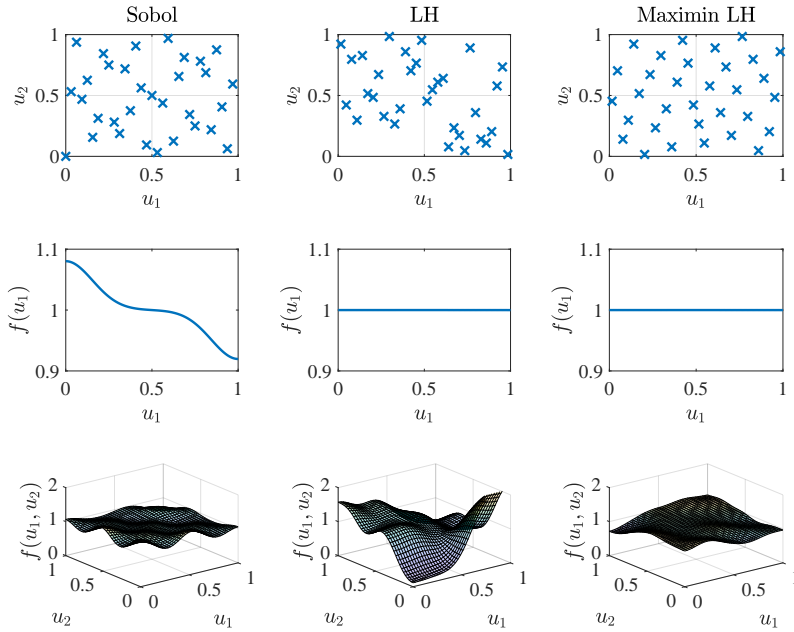 Sobol LH Maximin LH
1 1 1
u₂ 0.5 u₂ 0.5 u₂ 0.5
0 0 0
0 0.5 1 0 0.5 1 0 0.5 1
u₁ u₁ u₁
1.1 1.1 1.1
f(u₁) 1 f(u₁) 1 f(u₁) 1
0.9 0.9 0.9
0 0.5 1 0 0.5 1 0 0.5 1
u₁ u₁ u₁
2 2 2
f(u₁, u₂) 1 f(u₁, u₂) 1 f(u₁, u₂) 1
0 0 0
1 1 1 1 1 1
0.5 0.5 0.5 0.5 0.5 0.5
0 0 0 0 0 0
u₂ u₁ u₂ u₁ u₂ u₁